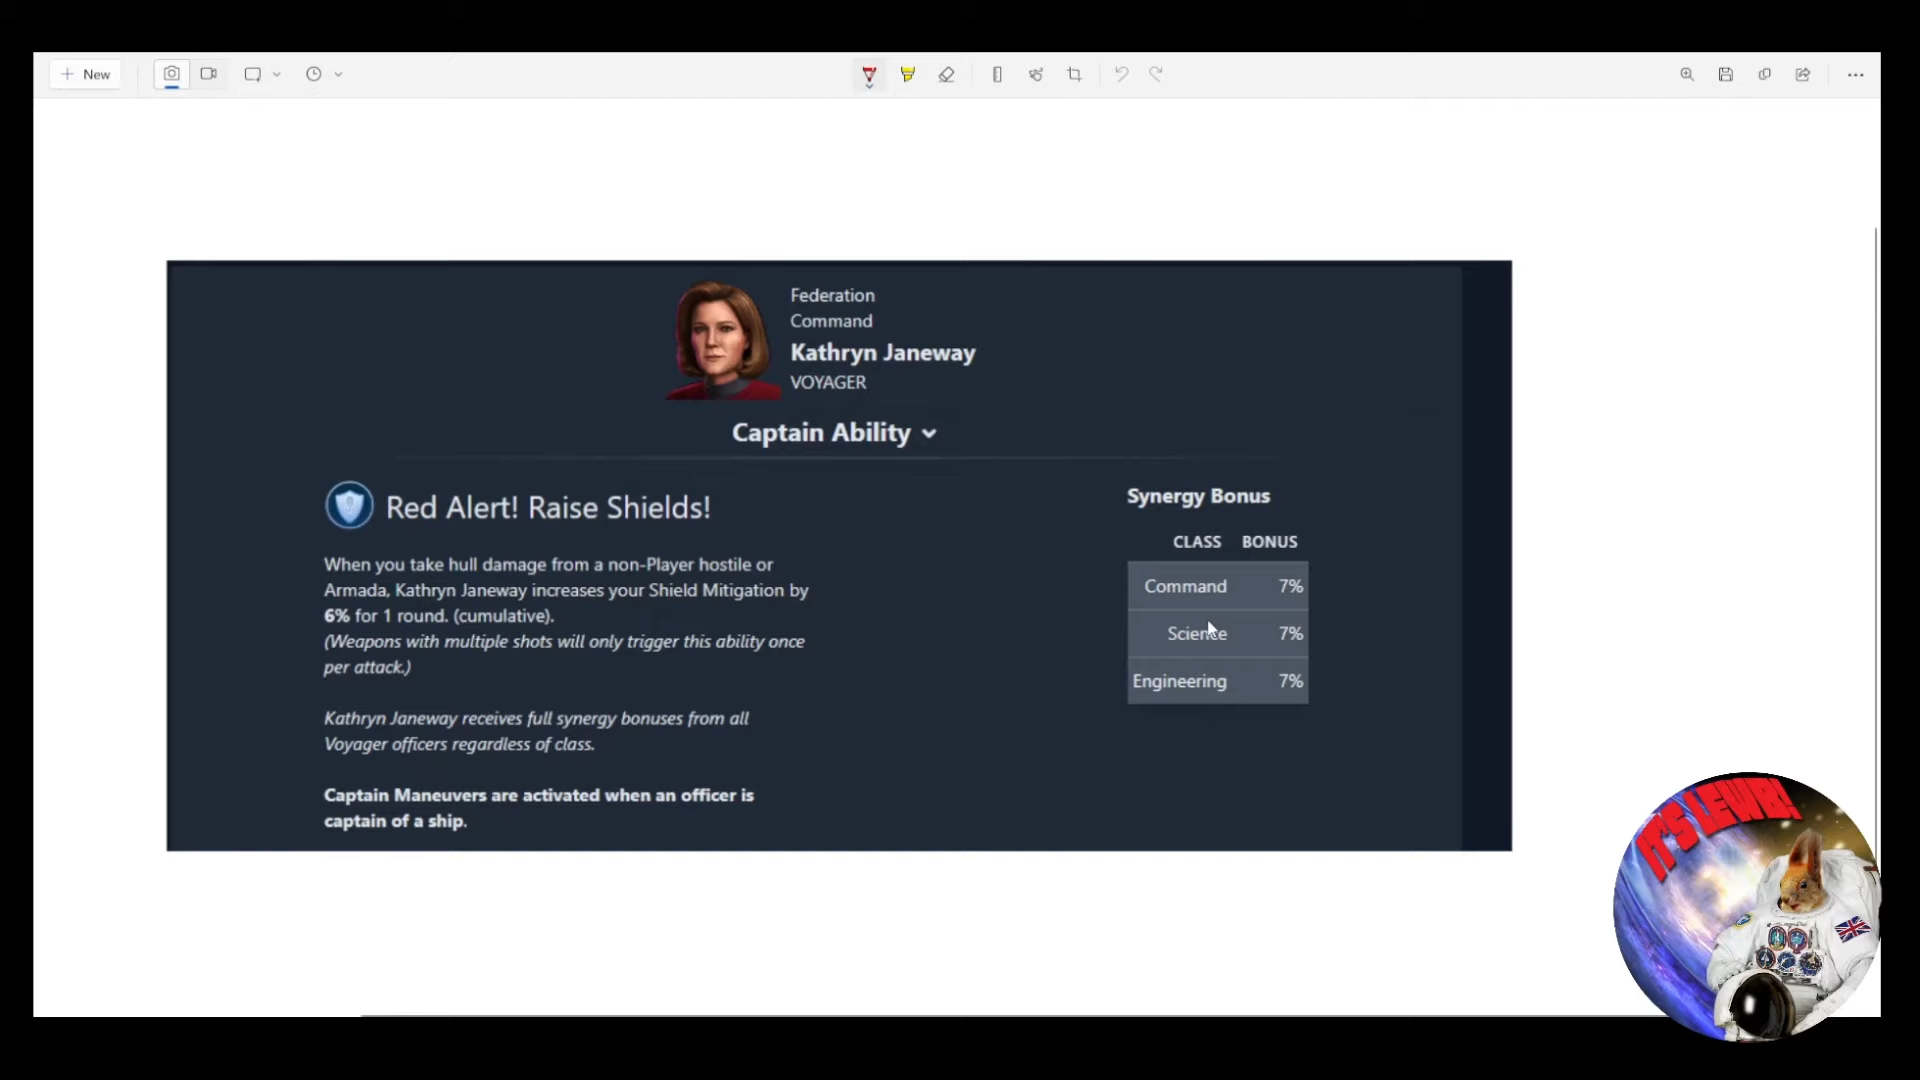 New
Federation
Command
Kathryn Janeway
VOYAGER
Captain Ability
Red Alert! Raise Shields!
When you take hull damage from a non-Player hostile or
Armada, Kathryn Janeway increases your Shield Mitigation by
6% for 1 round. (cumulative).
(Weapons with multiple shots will only trigger this ability once
per attack.)
Kathryn Janeway receives full synergy bonuses from all
Voyager officers regardless of class.
Captain Maneuvers are activated when an officer is
captain of a ship.
Synergy Bonus
CLASS BONUS
Command 7%
Science 7%
Engineering 7%
IT'S LEWB!